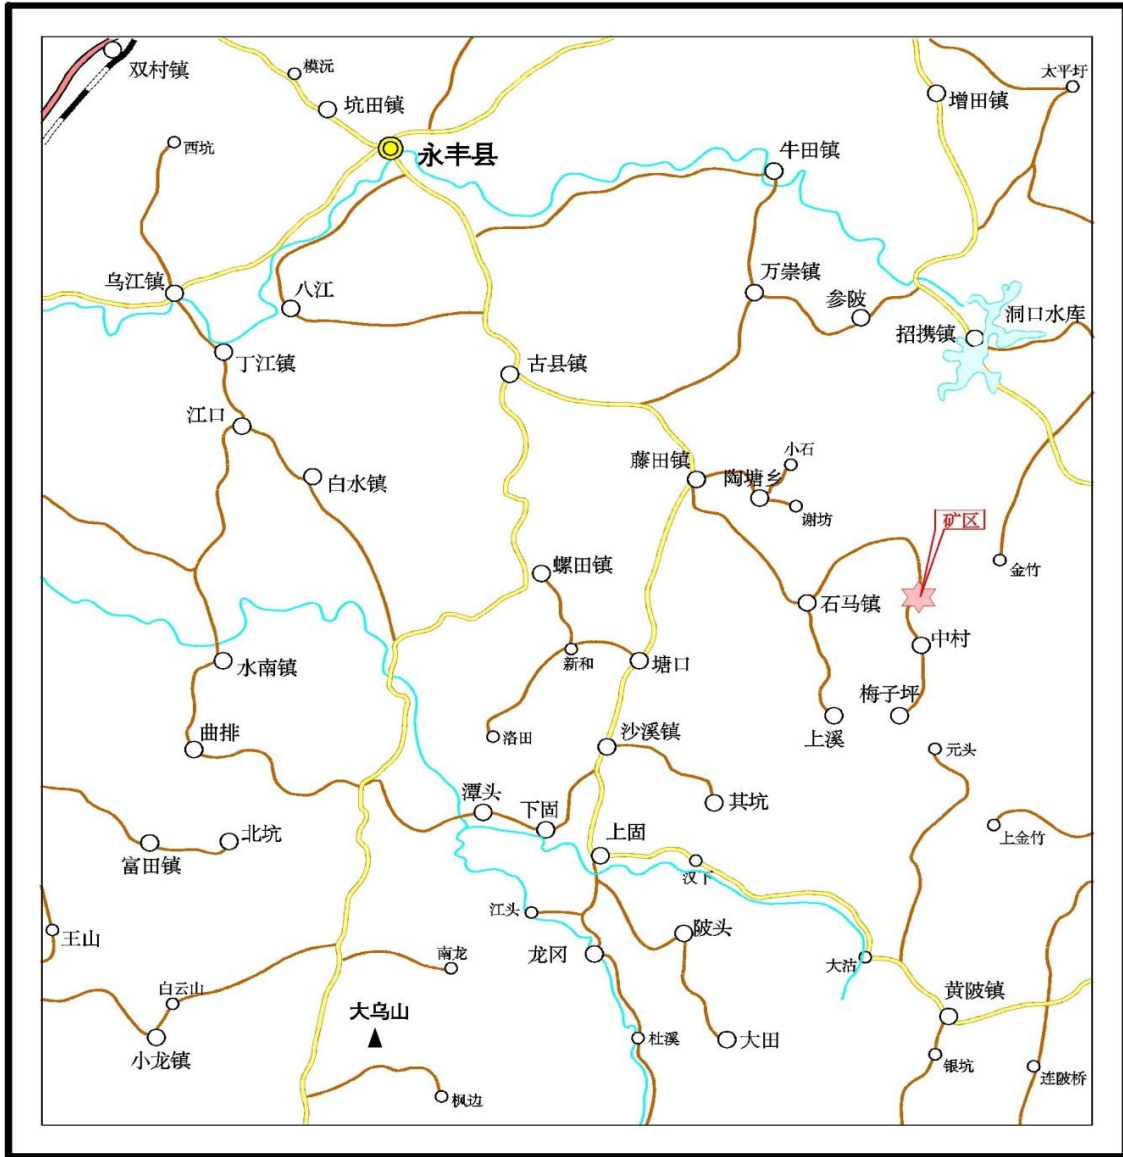 双村镇
模沅
坑田镇
太平圩
增田镇
西坑
永丰县
牛田镇
乌江镇
八江
万崇镇
参陂
洞口水库
招携镇
丁江镇
古县镇
江口
白水镇
藤田镇
小石
陶塘乡
谢坊
矿区
金竹
螺田镇
石马镇
中村
水南镇
新和
塘口
梅子坪
上溪
曲排
洛田
沙溪镇
元头
潭头
下固
其坑
上金竹
北坑
富田镇
上固
汉下
江头
陂头
王山
龙冈
南龙
大沽
白云山
黄陂镇
大乌山
小龙镇
杜溪
大田
银坑
连陂桥
枫边